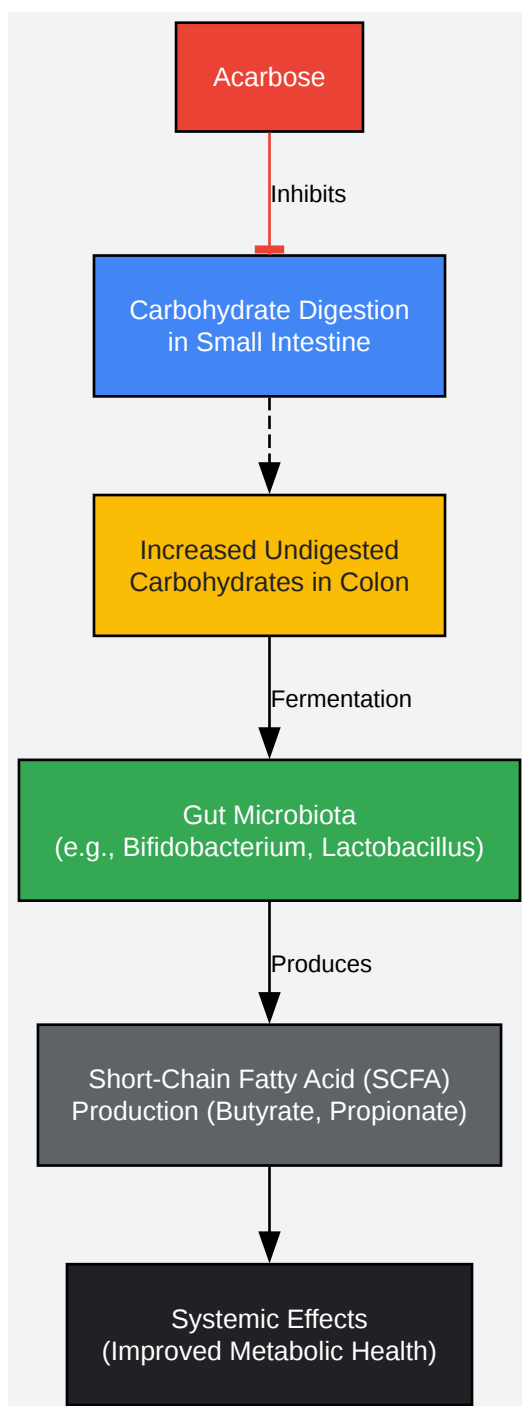 Acarbose
Inhibits
Carbohydrate Digestion
in Small Intestine
Increased Undigested
Carbohydrates in Colon
Fermentation
Gut Microbiota
(e.g., Bifidobacterium, Lactobacillus)
Produces
Short-Chain Fatty Acid (SCFA)
Production (Butyrate, Propionate)
Systemic Effects
(Improved Metabolic Health)